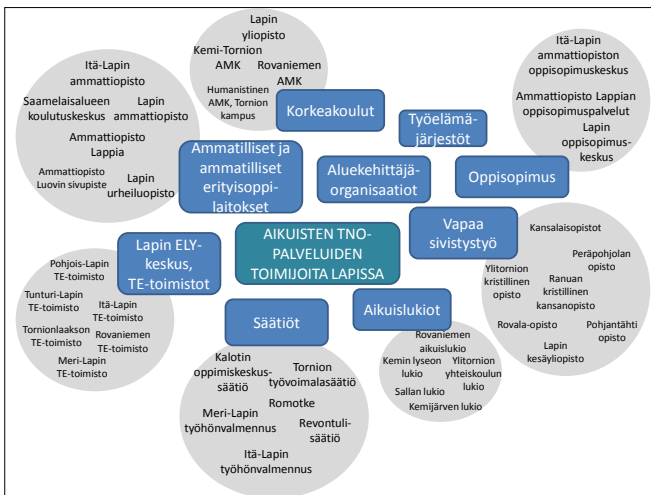 Lapin
yliopisto
Kemi-Tornion
AMK
Rovaniemen
AMK
Humanistinen
AMK, Tornion
kampus
Korkeakoulut
Itä-Lapin
ammattiopisto
Saamelaisalueen
koulutuskeskus
Lapin
ammattiopisto
Ammattiopisto
Lappia
Ammattiopisto
Luovin sivupiste
Lapin
urheiluopisto
Ammatilliset ja
ammatilliset
erityisoppi-
laitokset
Työelämä-
järjestöt
Aluekehittäjä-
organisaatiot
Itä-Lapin
ammattiopiston
oppisopimuskeskus
Ammattiopisto Lappian
oppisopimuspalvelut
Lapin
oppisopimus-
keskus
Oppisopimus
Vapaa
sivistystyö
Kansalaisopistot
Peräpohjolan
opisto
Ylitornion
kristillinen
opisto
Ranuan
kristillinen
kansanopisto
Rovala-opisto
Pohjantähti
opisto
Lapin
kesäyliopisto
AIKUISTEN TNO-
PALVELUIDEN
TOIMIJOITA LAPISSA
Lapin ELY-
keskus,
TE-toimistot
Pohjois-Lapin
TE-toimisto
Tunturi-Lapin
TE-toimisto
Itä-Lapin
TE-toimisto
Tornionlaakson
TE-toimisto
Rovaniemen
TE-toimisto
Meri-Lapin
TE-toimisto
Säätiöt
Kalotin
oppimiskeskus-
säätiö
Tornion
työvoimalasäätiö
Meri-Lapin
työhönvalmennus
Romotke
Revontuli-
säätiö
Itä-Lapin
työhönvalmennus
Aikuislukiot
Rovaniemen
aikuislukio
Kemin lyseon
lukio
Ylitornion
yhteiskoulun
lukio
Sallan lukio
Kemijärven lukio